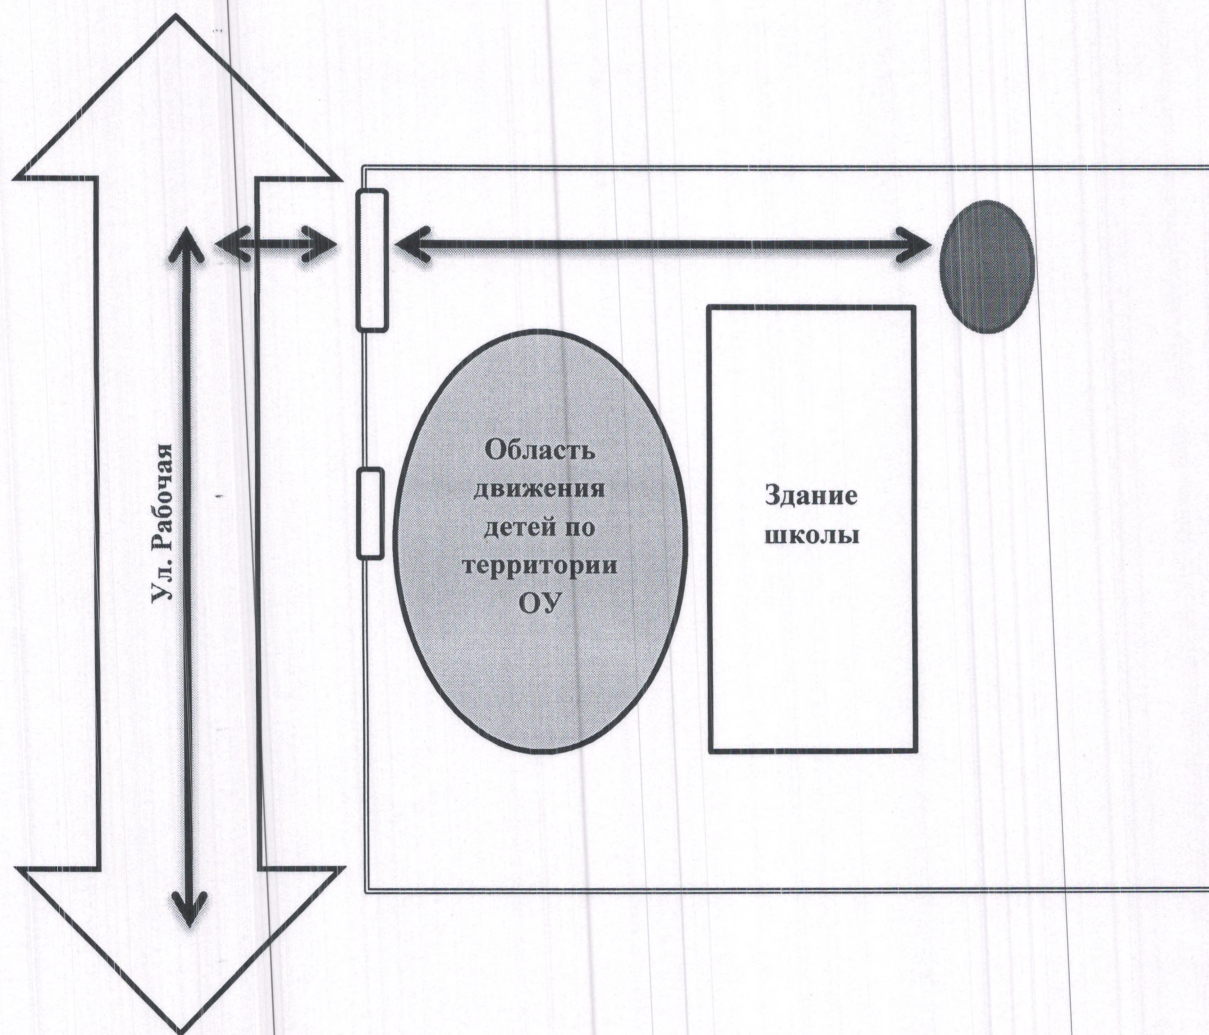 Ул. Рабочая
Область
движения
детей по
территории
ОУ
Здание
школы